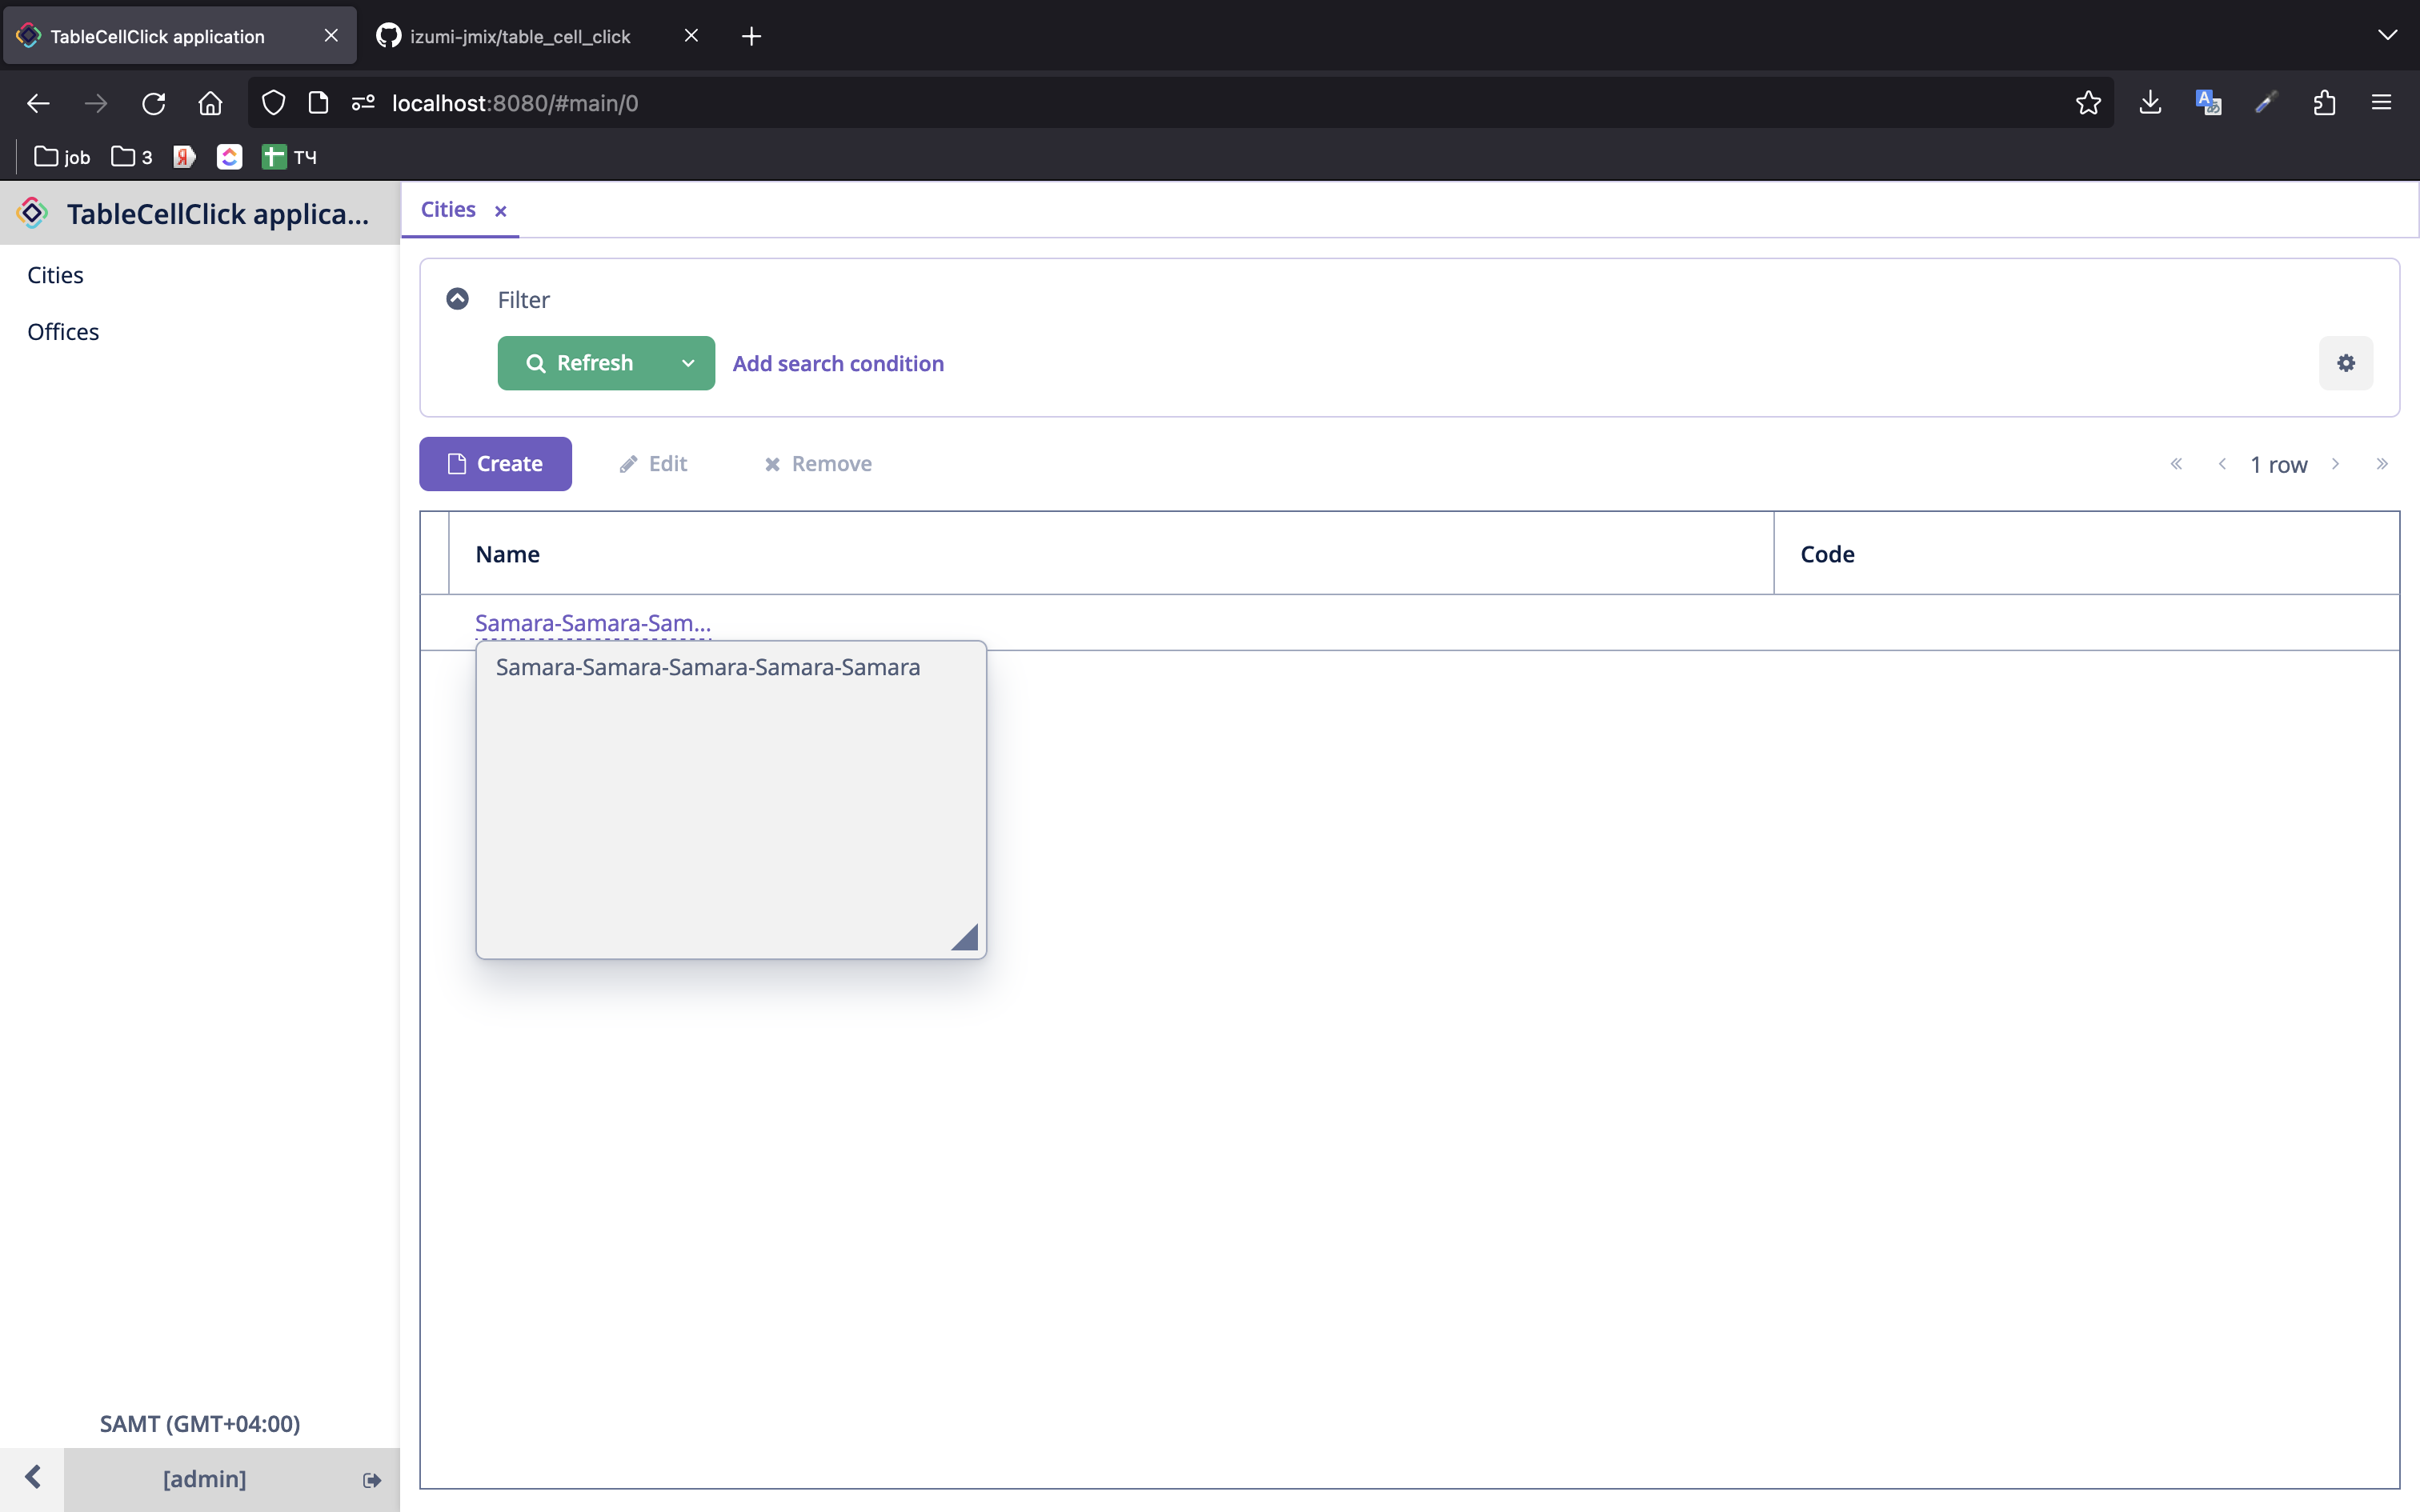 TableCellClick application
izumi-jmix/table_cell_click
localhost:8080/#main/0
job
3
Я
ТЧ
TableCellClick applica...
Cities
Cities
Offices
Filter
Refresh
Add search condition
Create
Edit
Remove
1 row
Name
Code
Samara-Samara-Sam...
Samara-Samara-Samara-Samara-Samara
SAMT (GMT+04:00)
[admin]